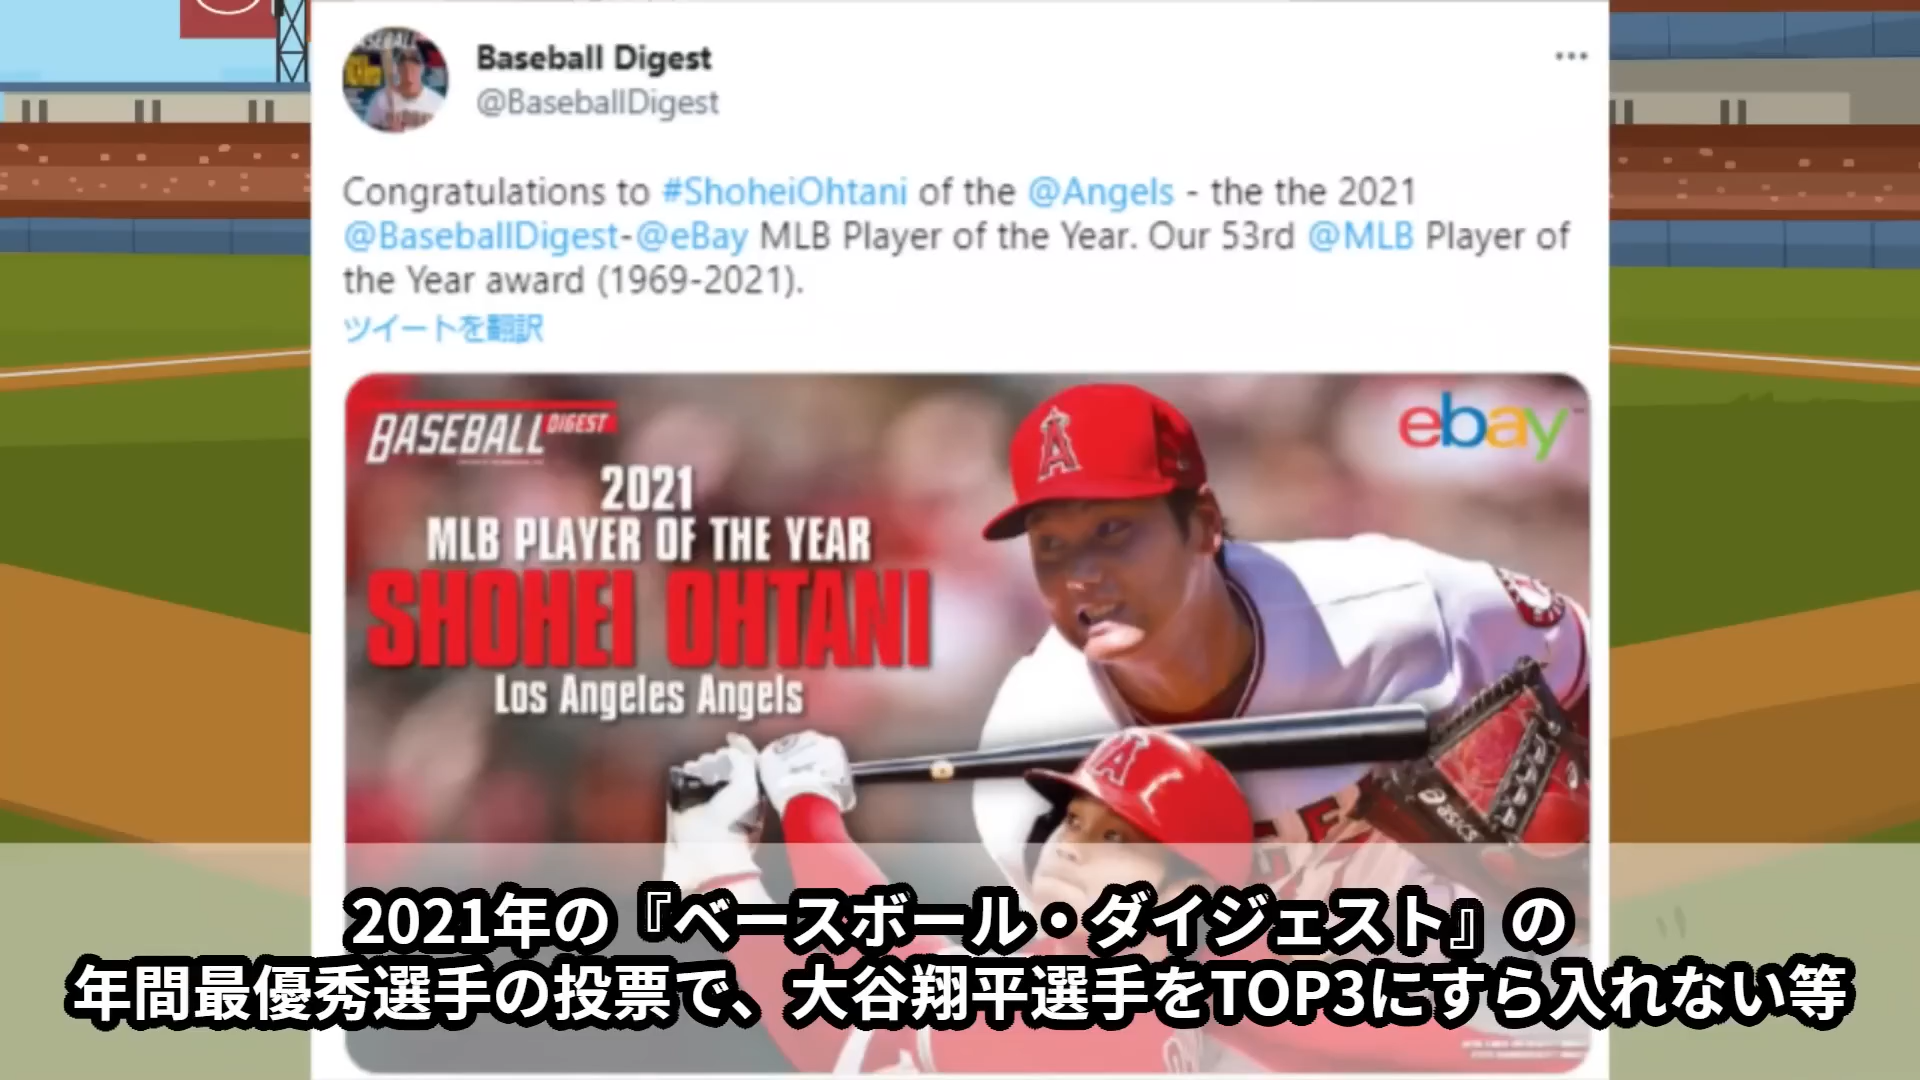 Baseball Digest
@BaseballDigest
Congratulations to #ShoheiOhtani of the @Angels - the the 2021
@BaseballDigest-@eBay MLB Player of the Year. Our 53rd @MLB Player of
the Year award (1969-2021).
ツイートを翻訳
BASEBALL DIGEST
ebay
2021
MLB PLAYER OF THE YEAR
SHOHEI OHTANI
Los Angeles Angels
asics
2021年の『ベースボール・ダイジェスト』の
年間最優秀選手の投票で、大谷翔平選手をTOP3にすら入れない等